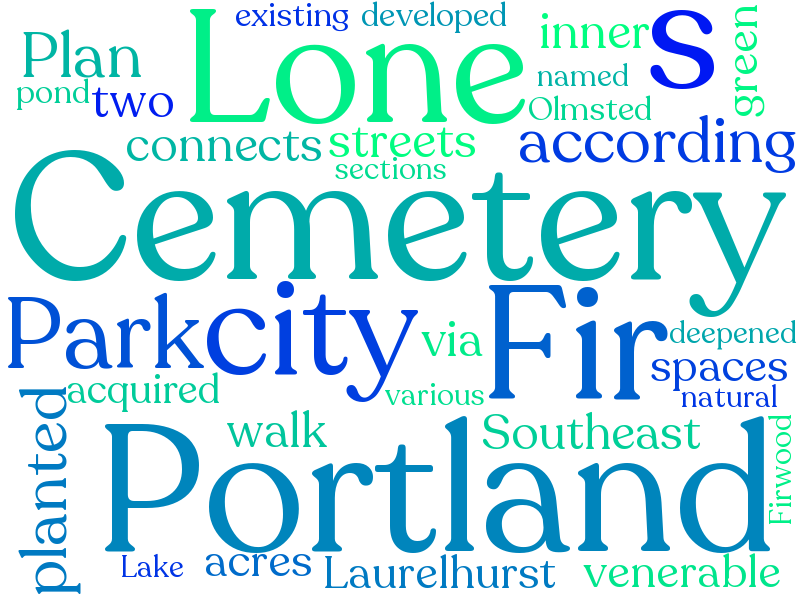 existing developed
Plan
Lone
inner
s
green
pond
two
named
Olmsted
connects
streets
according
sections
Cemetery
Park
city
via
Fir
deepened
spaces
acquired
various
natural
planted
walk
Southeast
Firwood
Portland
Lake
acres
Laurelhurst
venerable